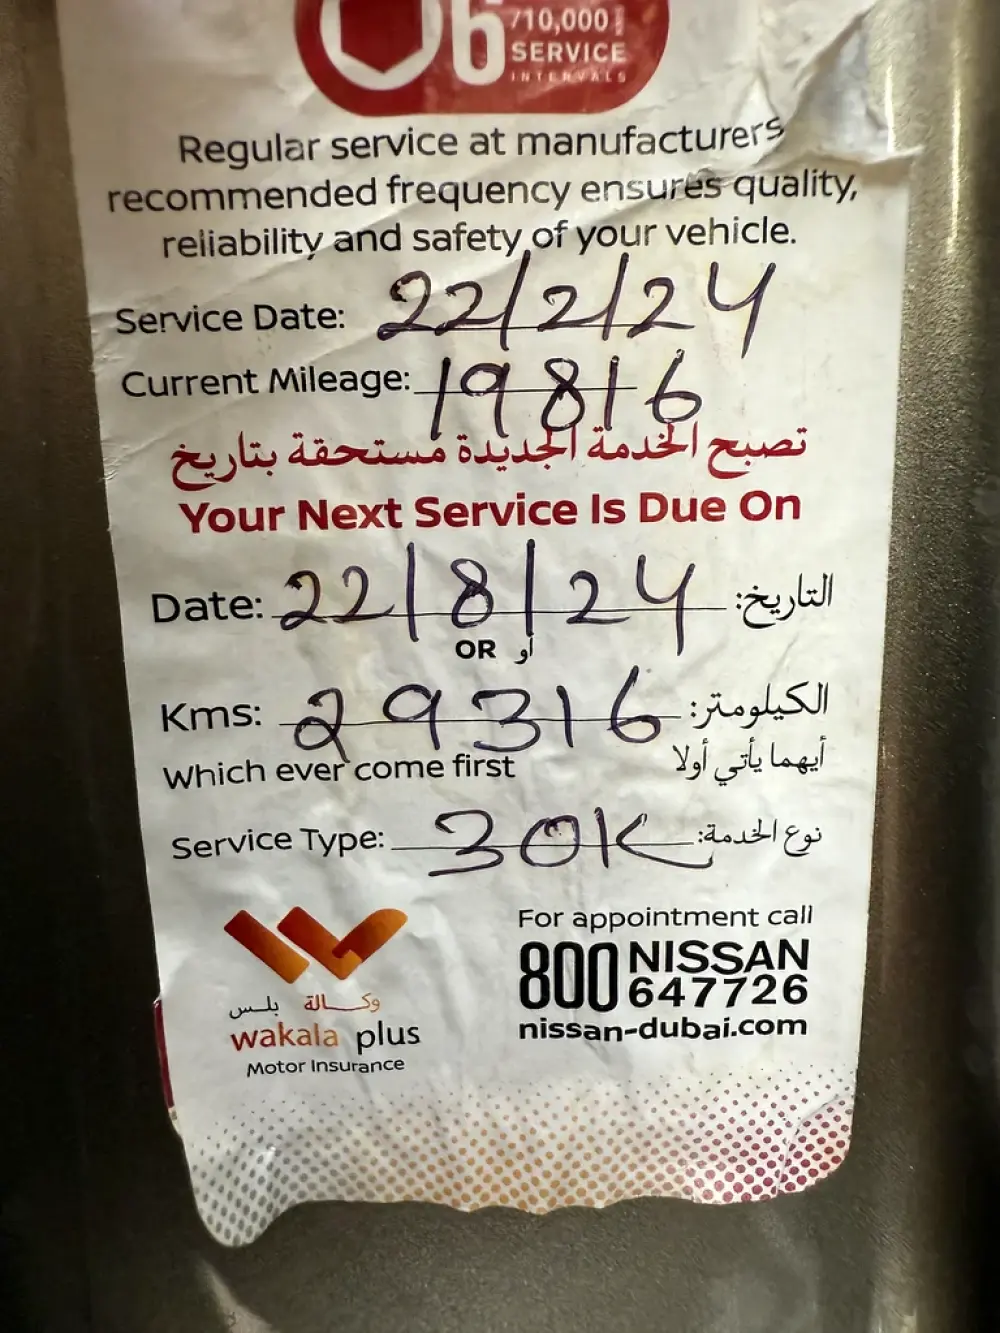 6 /10,000
SERVICE
INTERVALS
Regular service at manufacturers
recommended frequency ensures quality,
reliability and safety of your vehicle.
Service Date: 22/2/24
Current Mileage: 19816
تصبح الخدمة الجديدة مستحقة بتاريخ
Your Next Service Is Due On
Date: 22/8/24 التاريخ:
OR أو
Kms: 29316 الكيلومتر:
Which ever come first أيهما يأتي أولا
Service Type: 30K نوع الخدمة:
For appointment call
800 NISSAN
647726
nissan-dubai.com
وكالة بلس
wakala plus
Motor Insurance